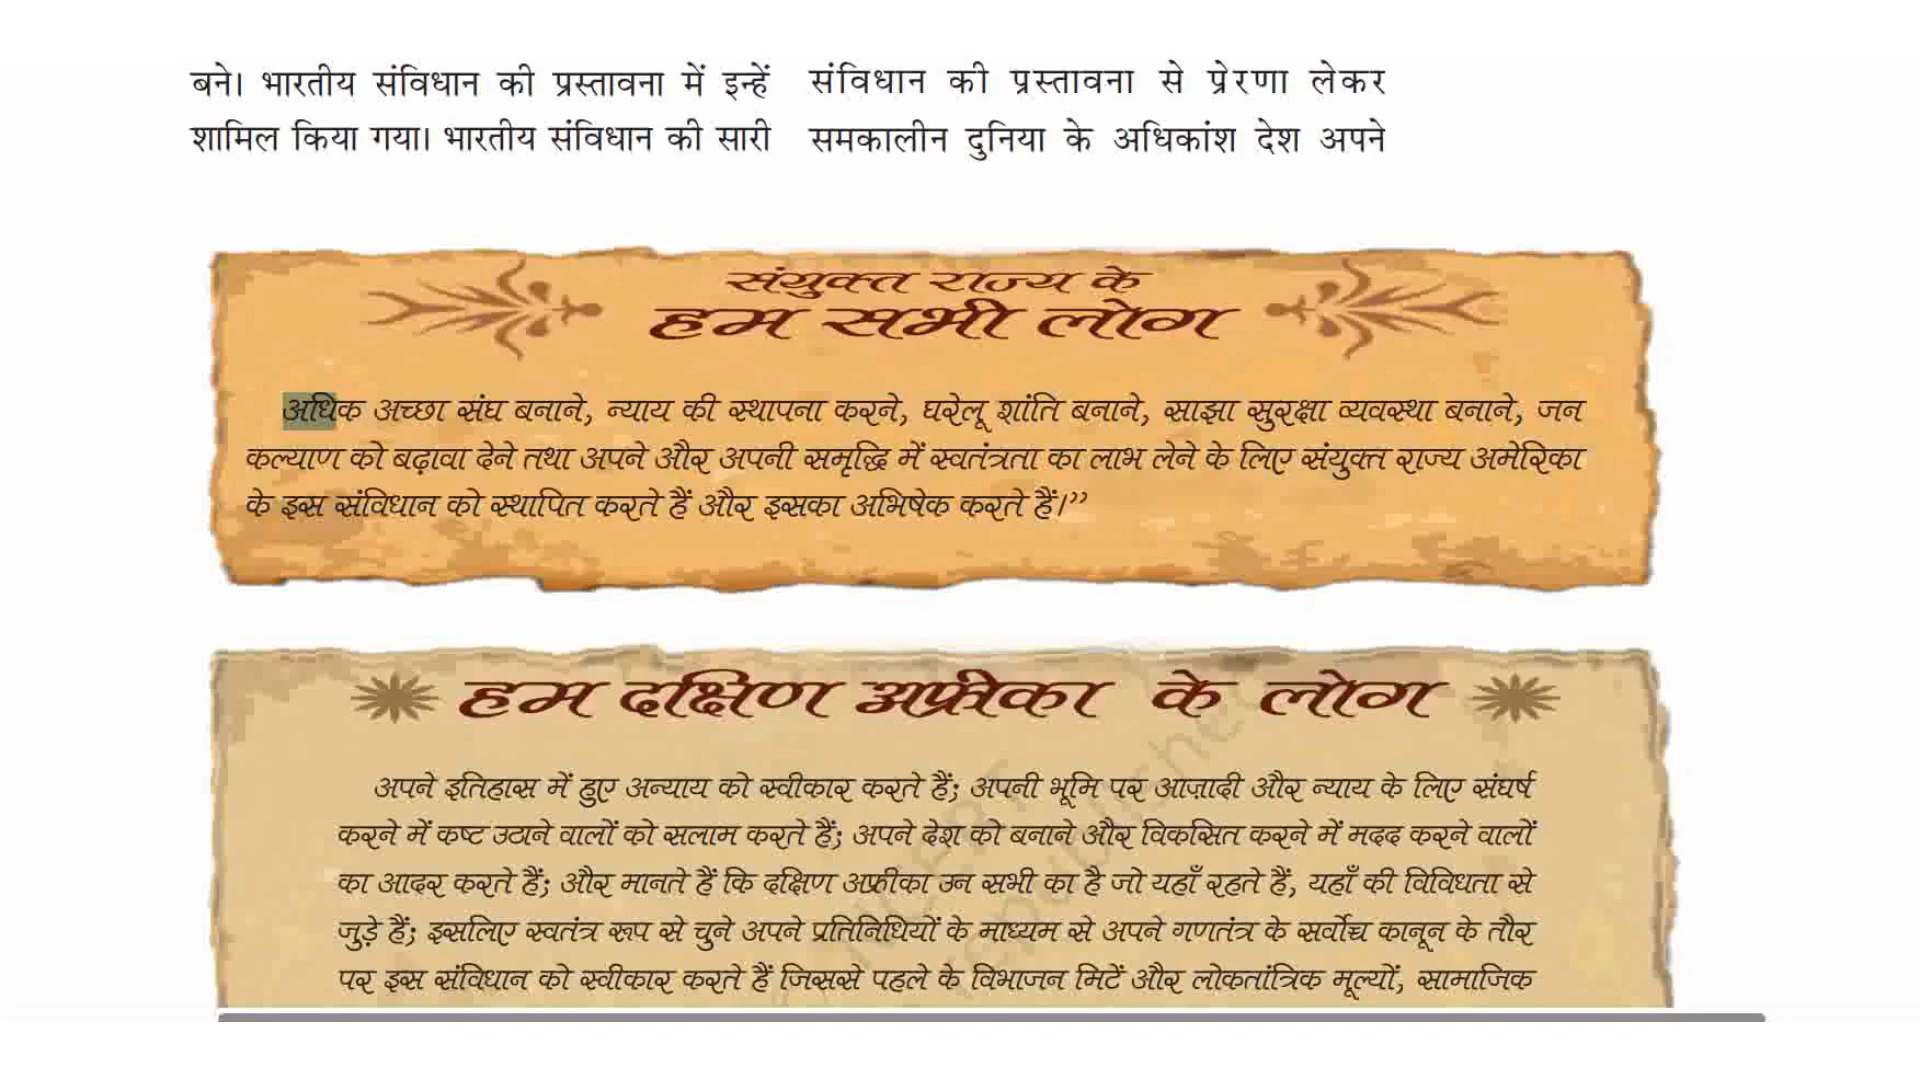 बने। भारतीय संविधान की प्रस्तावना में इन्हें
शामिल किया गया। भारतीय संविधान की सारी
संविधान की प्रस्तावना से प्रेरणा लेकर
समकालीन दुनिया के अधिकांश देश अपने
संयुक्त राज्य के
हम सभी लोग
अधिक अच्छा संघ बनाने, न्याय की स्थापना करने, घरेलू शांति बनाने, साझा सुरक्षा व्यवस्था बनाने, जन
कल्याण को बढ़ावा देने तथा अपने और अपनी समृद्धि में स्वतंत्रता का लाभ लेने के लिए संयुक्त राज्य अमेरिका
के इस संविधान को स्थापित करते हैं और इसका अभिषेक करते हैं।”
हम दक्षिण अफ्रीका के लोग
अपने इतिहास में हुए अन्याय को स्वीकार करते हैं; अपनी भूमि पर आज़ादी और न्याय के लिए संघर्ष
करने में कष्ट उठाने वालों को सलाम करते हैं; अपने देश को बनाने और विकसित करने में मदद करने वालों
का आदर करते हैं; और मानते हैं कि दक्षिण अफ्रीका उन सभी का है जो यहाँ रहते हैं, यहाँ की विविधता से
जुड़े हैं; इसलिए स्वतंत्र रूप से चुने अपने प्रतिनिधियों के माध्यम से अपने गणतंत्र के सर्वोच्च कानून के तौर
पर इस संविधान को स्वीकार करते हैं जिससे पहले के विभाजन मिटें और लोकतांत्रिक मूल्यों, सामाजिक